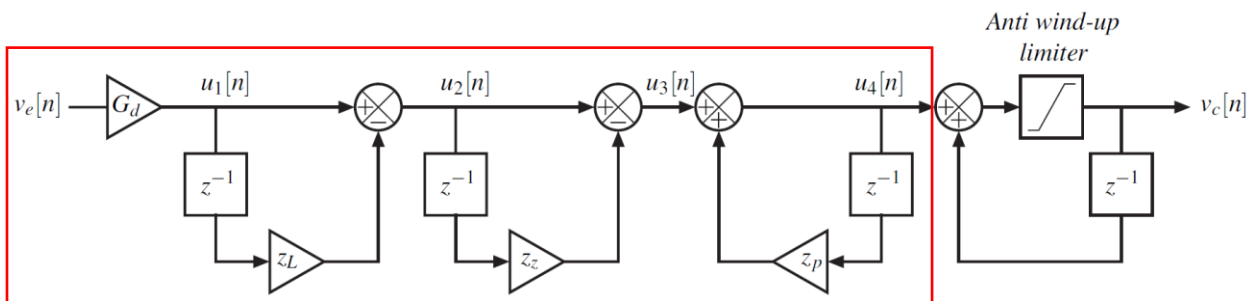 Anti wind-up
limiter
v_e[n]
G_d
u_1[n]
+
−
u_2[n]
+
−
u_3[n]
+
+
u_4[n]
+
+
v_c[n]
z^{-1}
z^{-1}
z^{-1}
z^{-1}
z_L
z_z
z_p